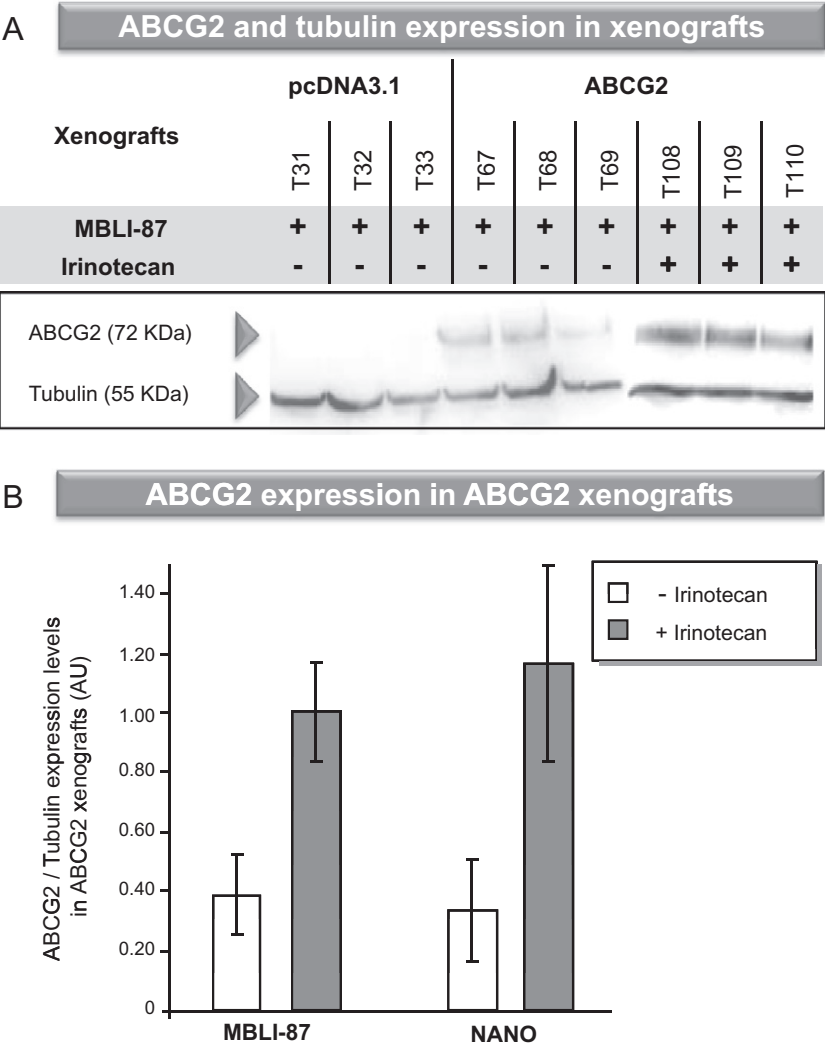 A
ABCG2 and tubulin expression in xenografts
pcDNA3.1
ABCG2
Xenografts
T31
T32
T33
T67
T68
T69
T108
T109
T110
MBLI-87 + + + + + + + + +
Irinotecan - - - - - - + + +
ABCG2 (72 KDa)
Tubulin (55 KDa)
B
ABCG2 expression in ABCG2 xenografts
ABCG2 / Tubulin expression levels
in ABCG2 xenografts (AU)
1.40
1.20
1.00
0.80
0.60
0.40
0.20
0
- Irinotecan
+ Irinotecan
MBLI-87
NANO